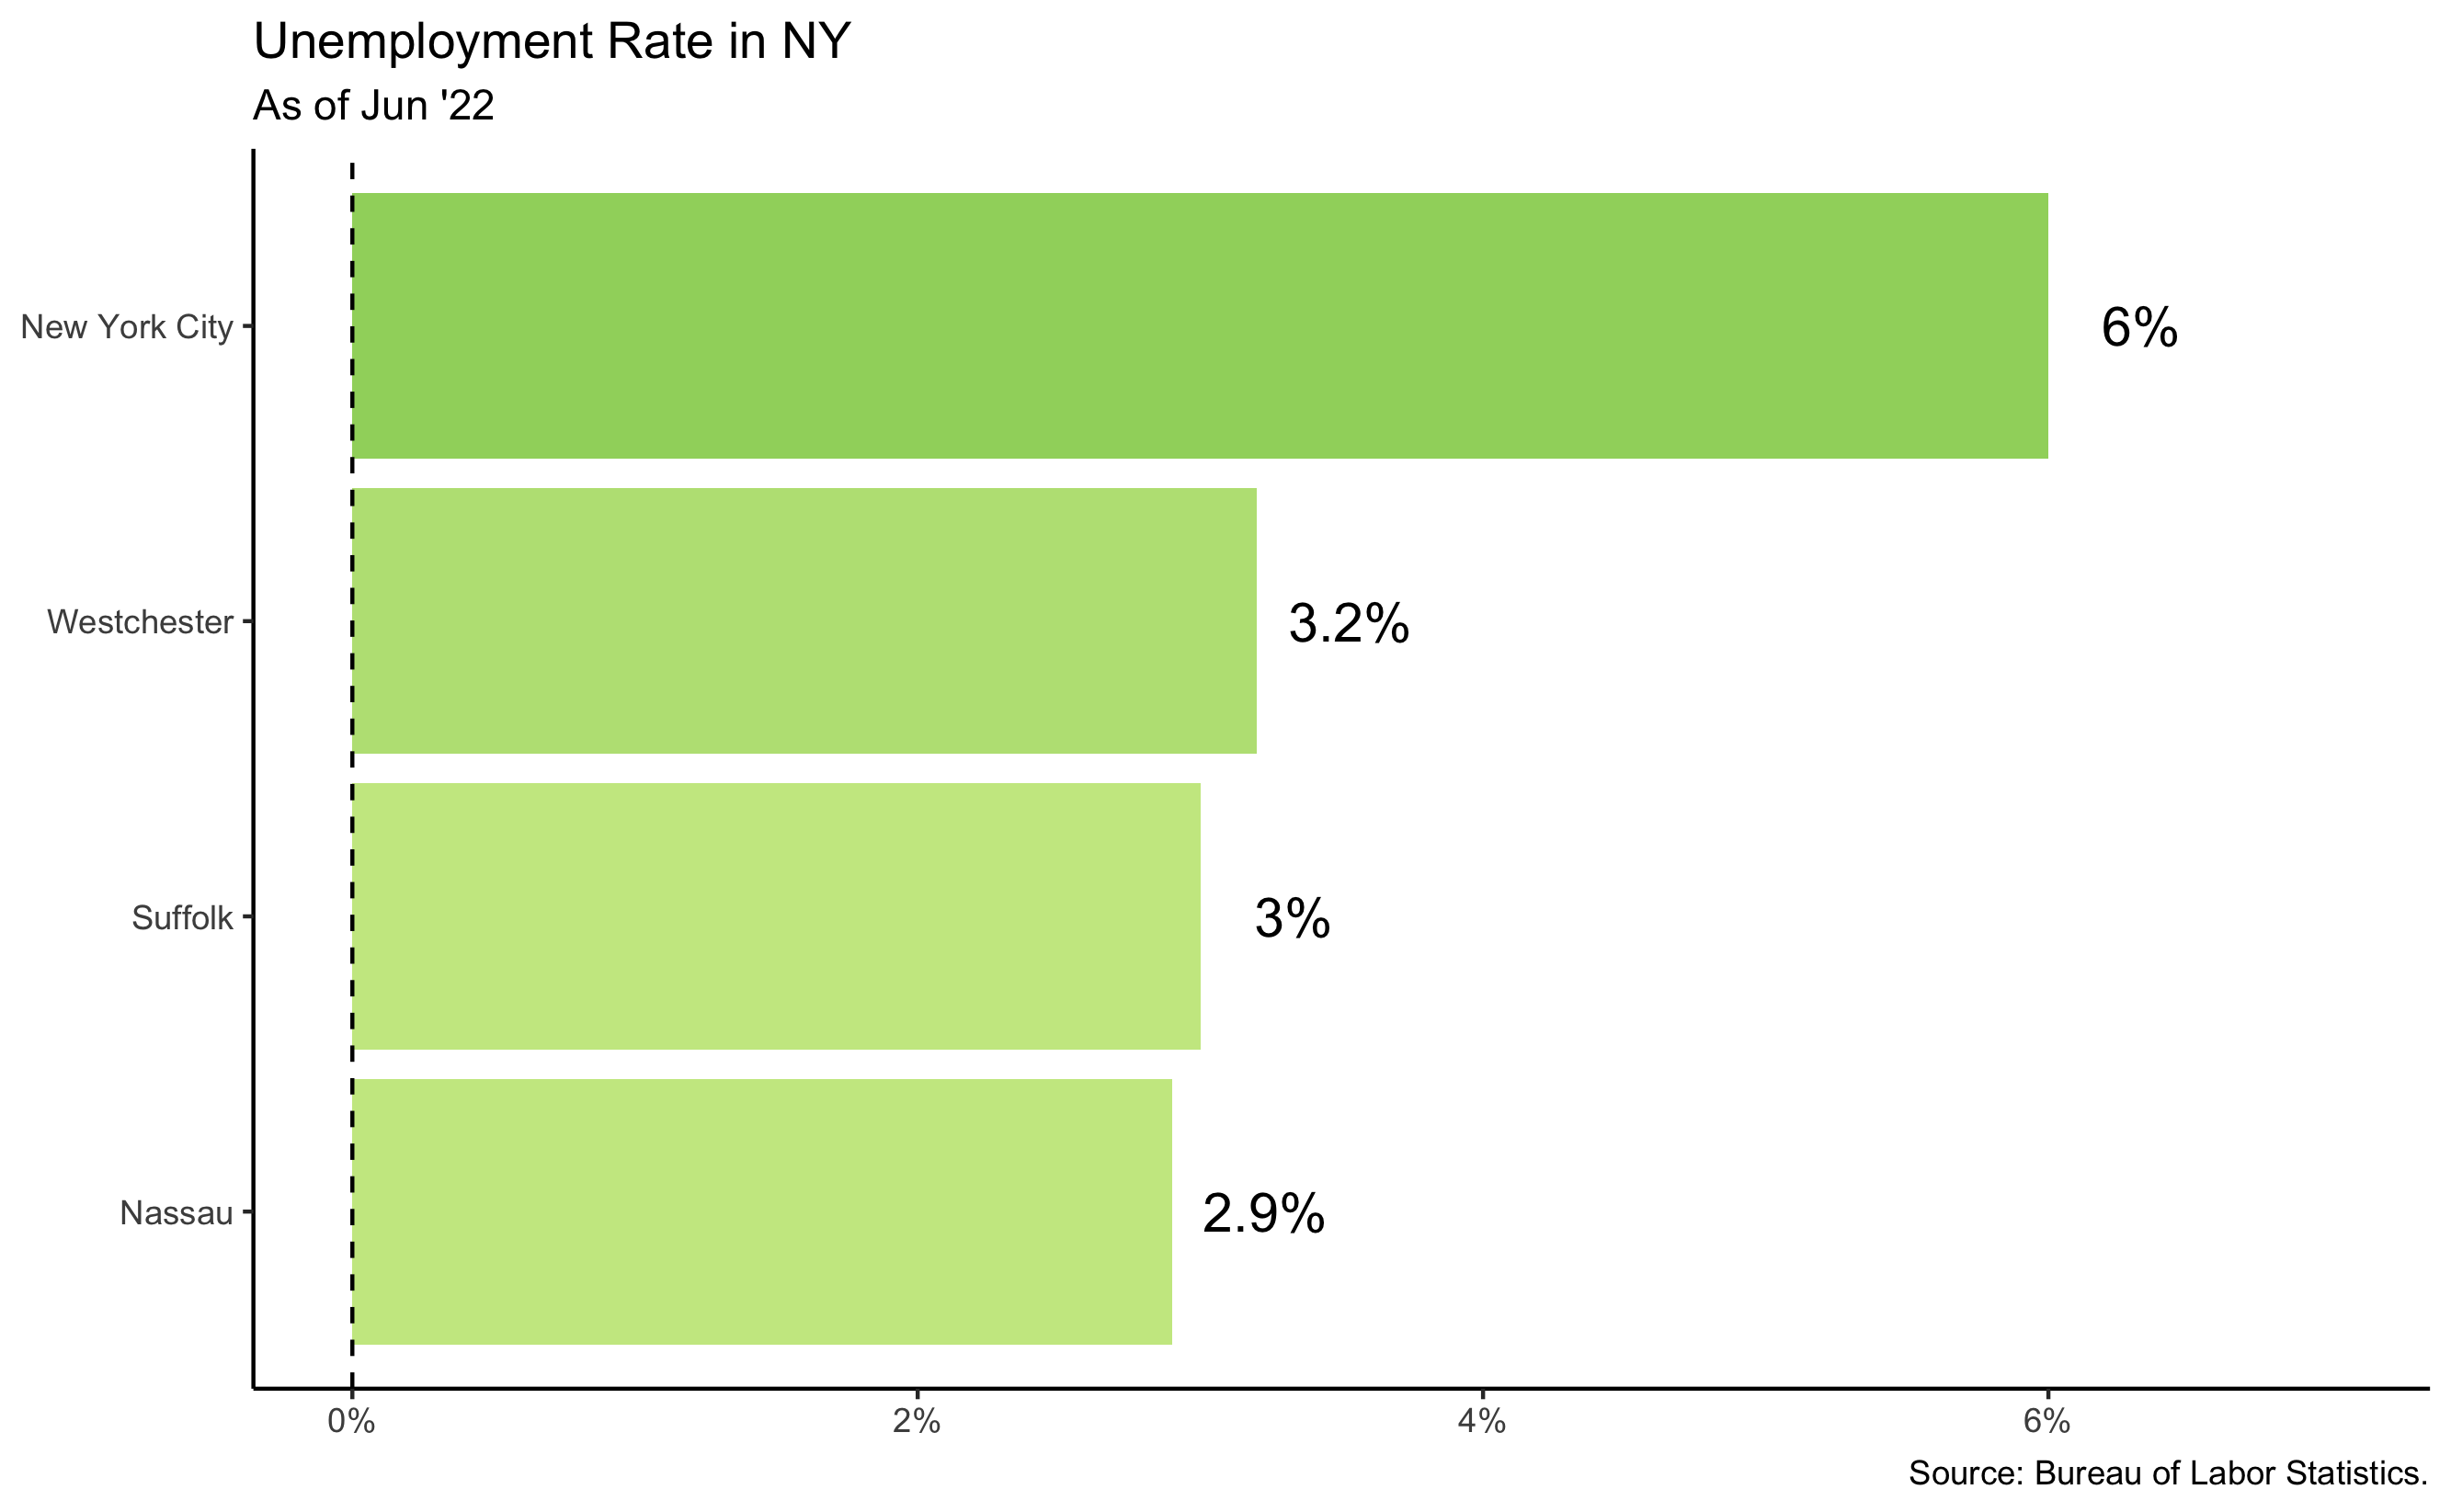 Unemployment Rate in NY
As of Jun '22
New York City
6%
Westchester
3.2%
Suffolk
3%
Nassau
2.9%
0% 2% 4% 6%
Source: Bureau of Labor Statistics.